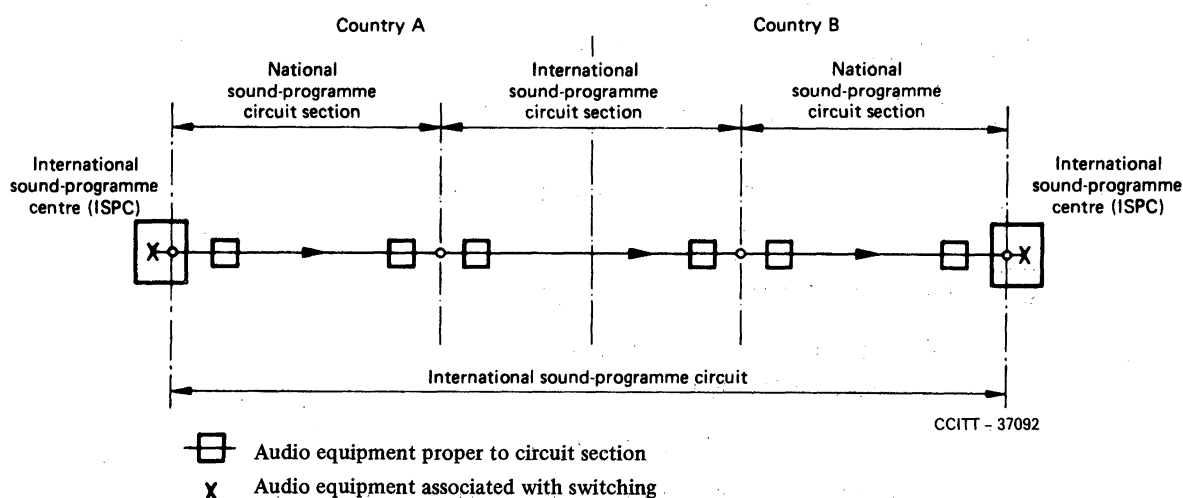 Country A
Country B
National
sound-programme
circuit section
International
sound-programme
circuit section
National
sound-programme
circuit section
International
sound-programme
centre (ISPC)
International
sound-programme
centre (ISPC)
X
X
International sound-programme circuit
CCITT – 37092
Audio equipment proper to circuit section
X Audio equipment associated with switching